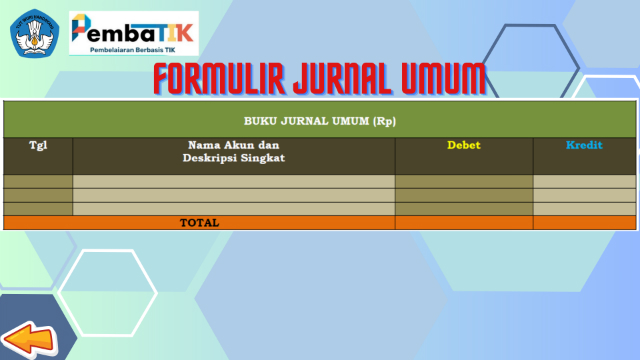 PembaTIK
Pembelajaran Berbasis TIK
FORMULIR JURNAL UMUM
BUKU JURNAL UMUM (Rp)
Tgl
Nama Akun dan
Deskripsi Singkat
Debet
Kredit
TOTAL